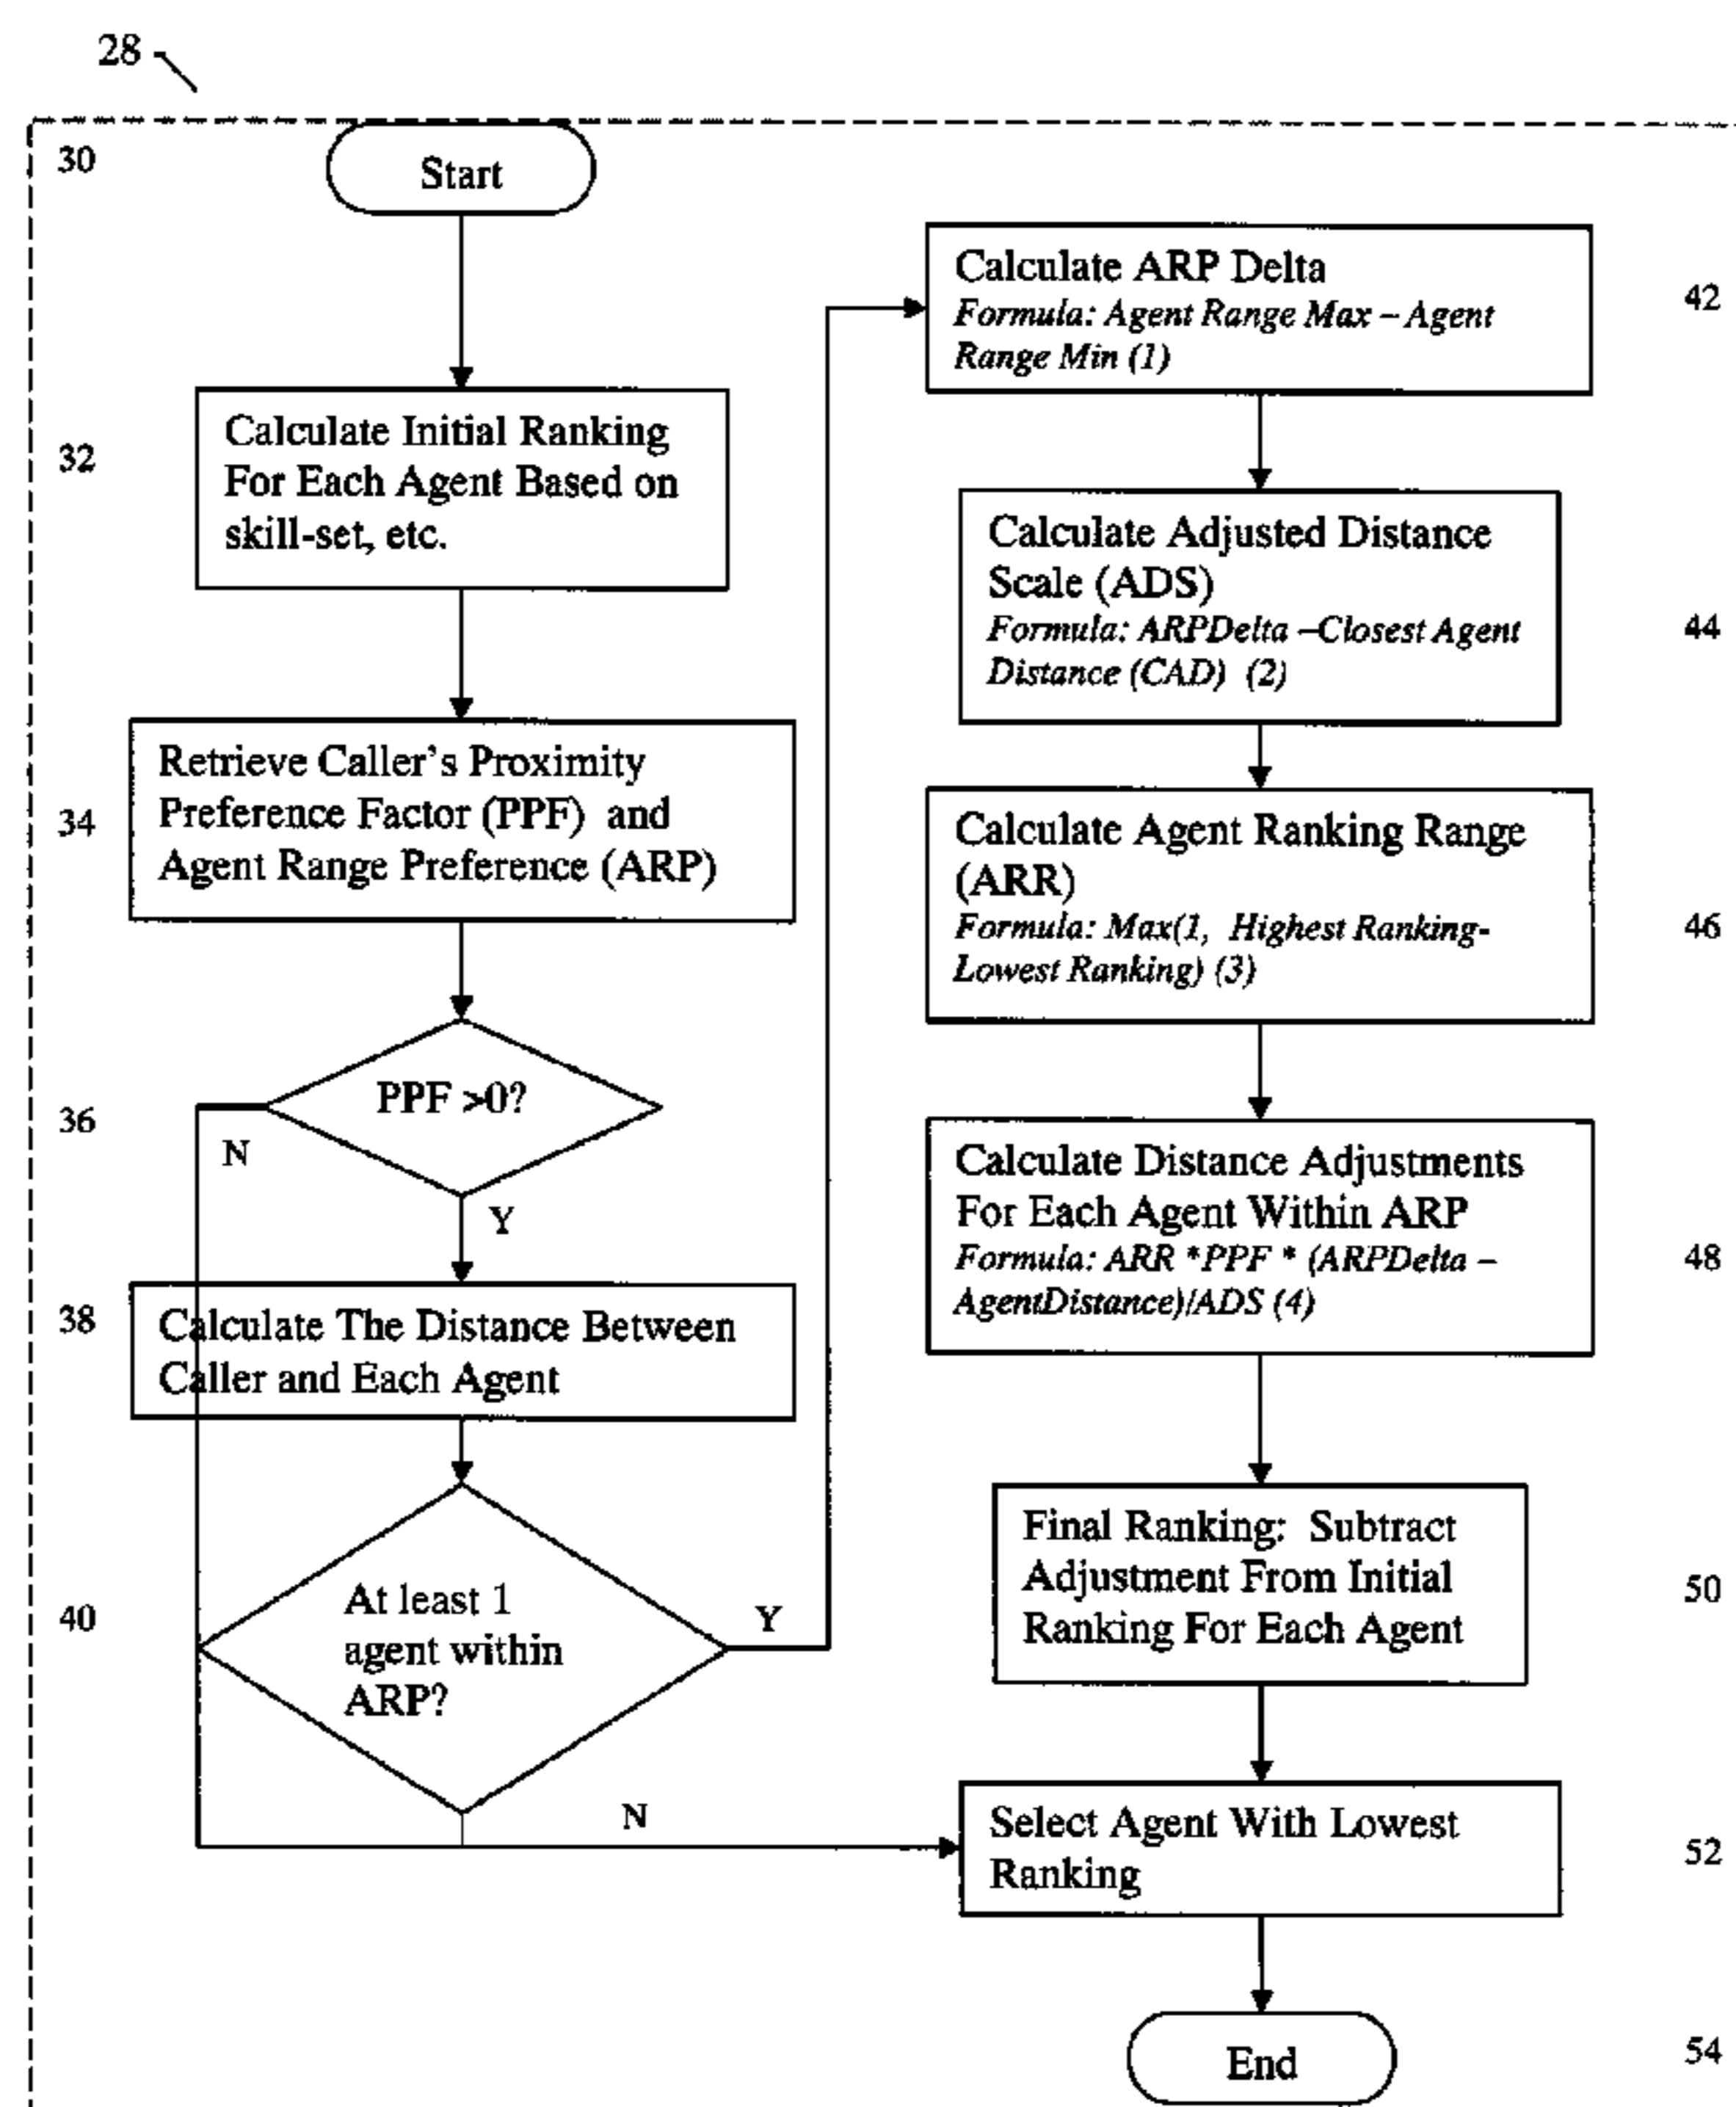 28
30
Start
32
Calculate Initial Ranking
For Each Agent Based on
skill-set, etc.
34
Retrieve Caller's Proximity
Preference Factor (PPF) and
Agent Range Preference (ARP)
36
PPF >0?
N
Y
38
Calculate The Distance Between
Caller and Each Agent
40
At least 1
agent within
ARP?
Y
N
Calculate ARP Delta
Formula: Agent Range Max – Agent
Range Min (1)
42
Calculate Adjusted Distance
Scale (ADS)
Formula: ARPDelta –Closest Agent
Distance (CAD) (2)
44
Calculate Agent Ranking Range
(ARR)
Formula: Max(1, Highest Ranking-
Lowest Ranking) (3)
46
Calculate Distance Adjustments
For Each Agent Within ARP
Formula: ARR *PPF * (ARPDelta –
AgentDistance)/ADS (4)
48
Final Ranking: Subtract
Adjustment From Initial
Ranking For Each Agent
50
Select Agent With Lowest
Ranking
52
End
54